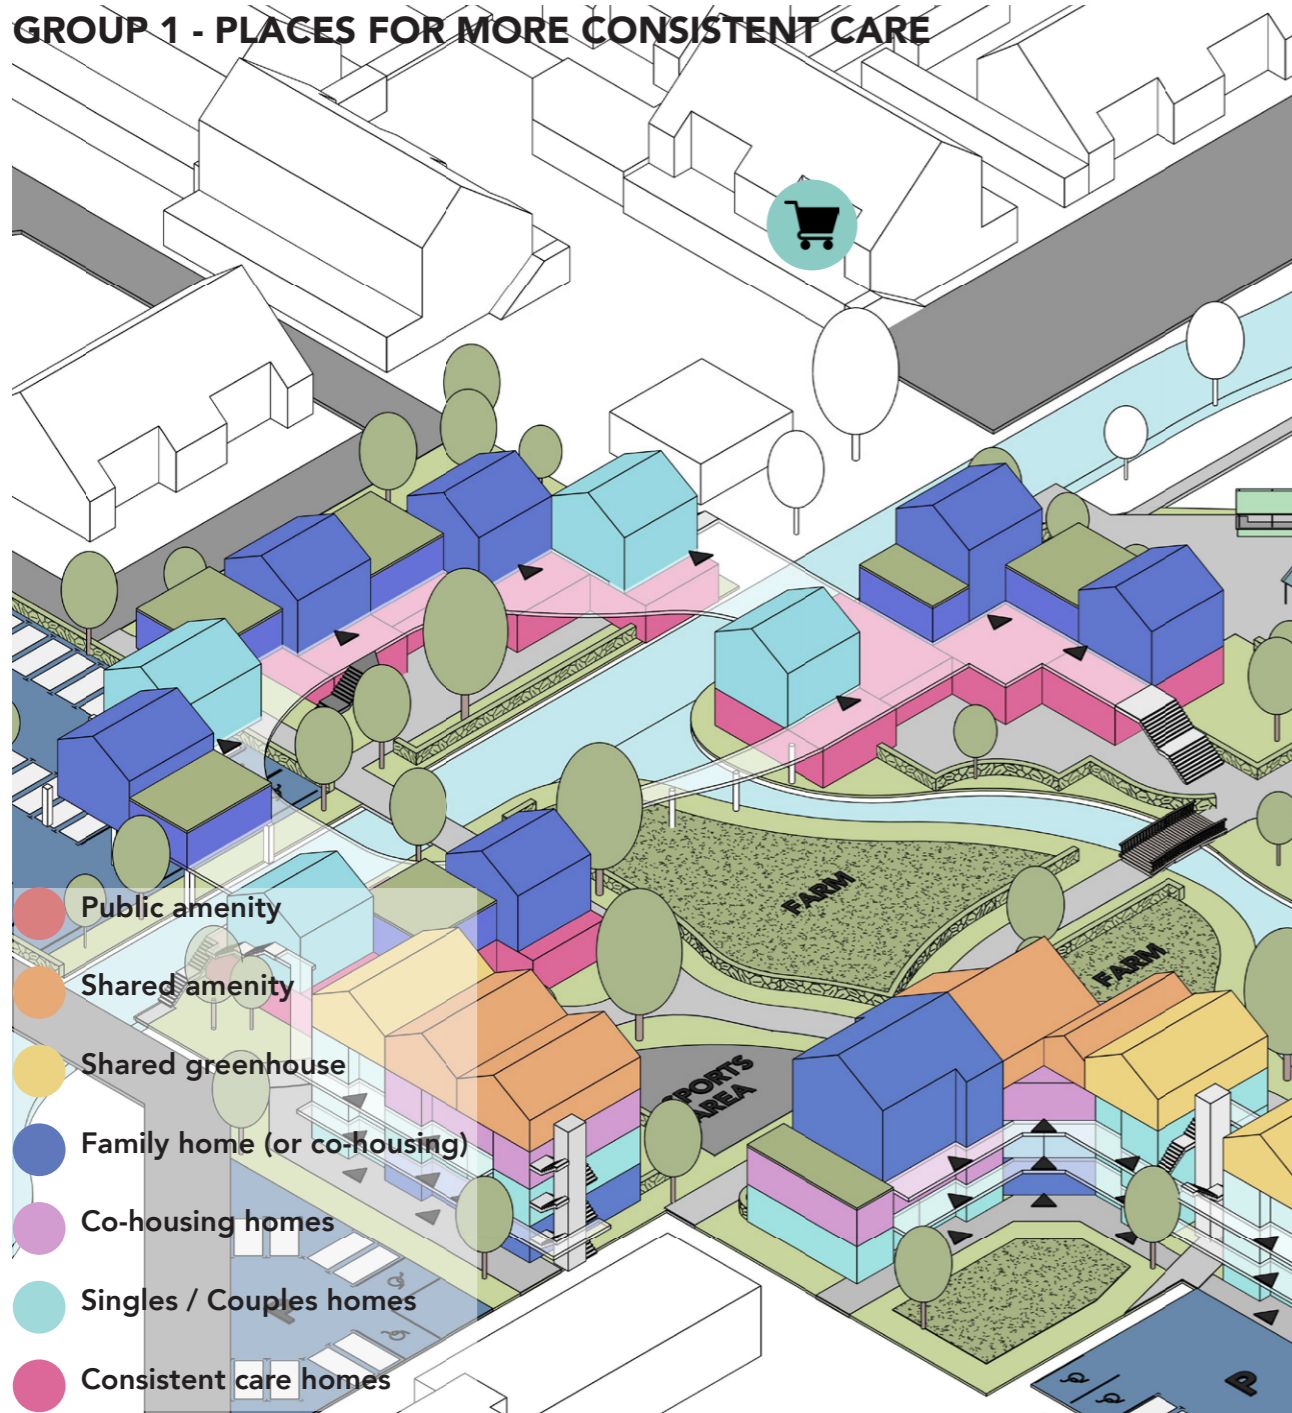 GROUP 1 - PLACES FOR MORE CONSISTENT CARE
FARM
FARM
SPORTS
AREA
Public amenity
Shared amenity
Shared greenhouse
Family home (or co-housing)
Co-housing homes
Singles / Couples homes
Consistent care homes
P
P